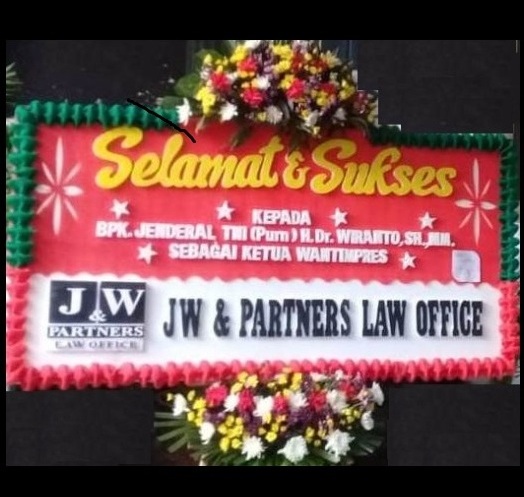 Selamat & Sukses
KEPADA
BPK. JENDERAL TNI (Purn) H. Dr. WIRANTO, SH., MM.
SEBAGAI KETUA WANTIMPRES
J&W
PARTNERS
LAW OFFICE
JW & PARTNERS LAW OFFICE